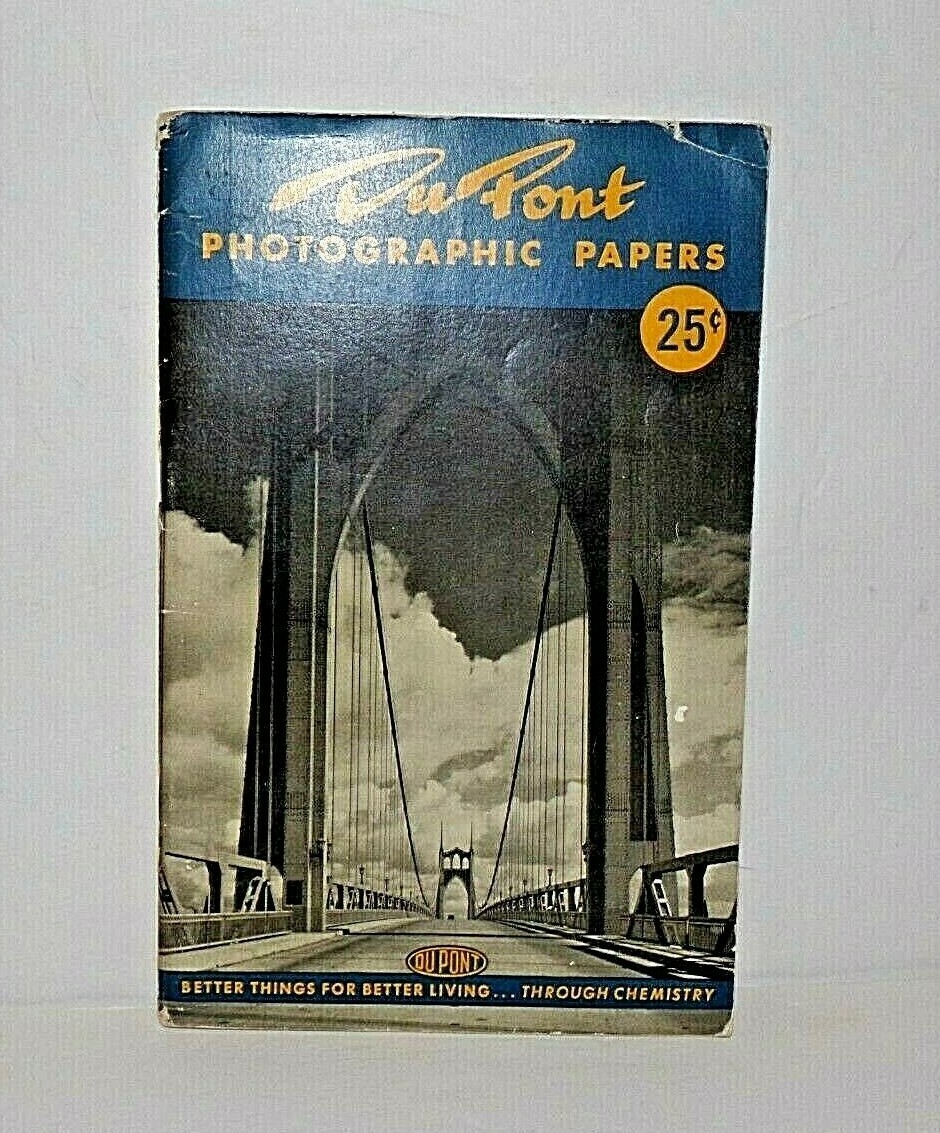 Du Pont
PHOTOGRAPHIC PAPERS
25¢
DU PONT
BETTER THINGS FOR BETTER LIVING... THROUGH CHEMISTRY